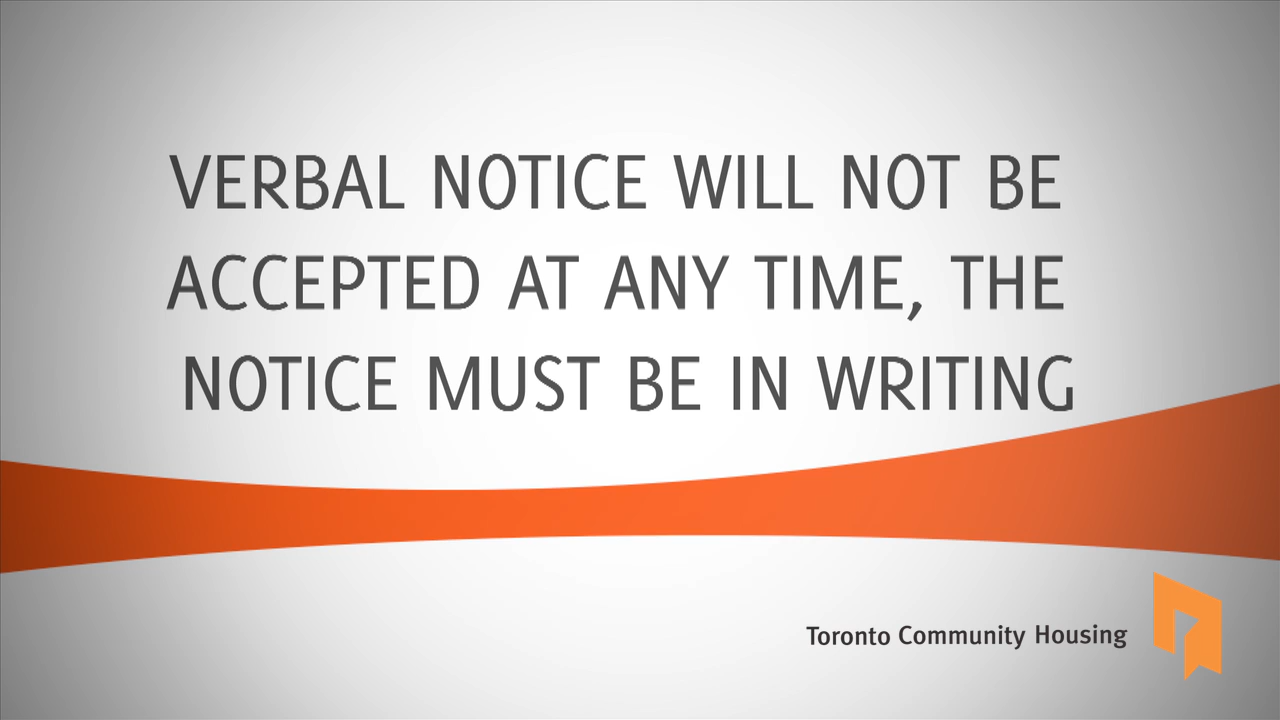 VERBAL NOTICE WILL NOT BE
ACCEPTED AT ANY TIME, THE
NOTICE MUST BE IN WRITING
Toronto Community Housing